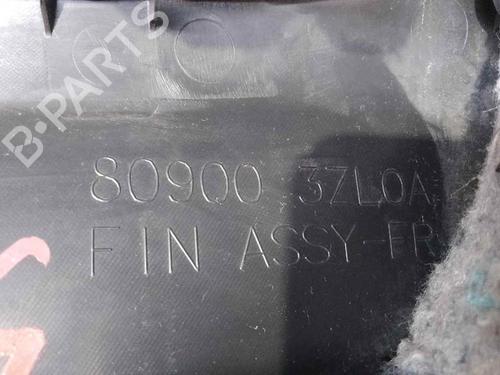 B-PARTS
80900 3ZL0A
FIN ASSY-FR